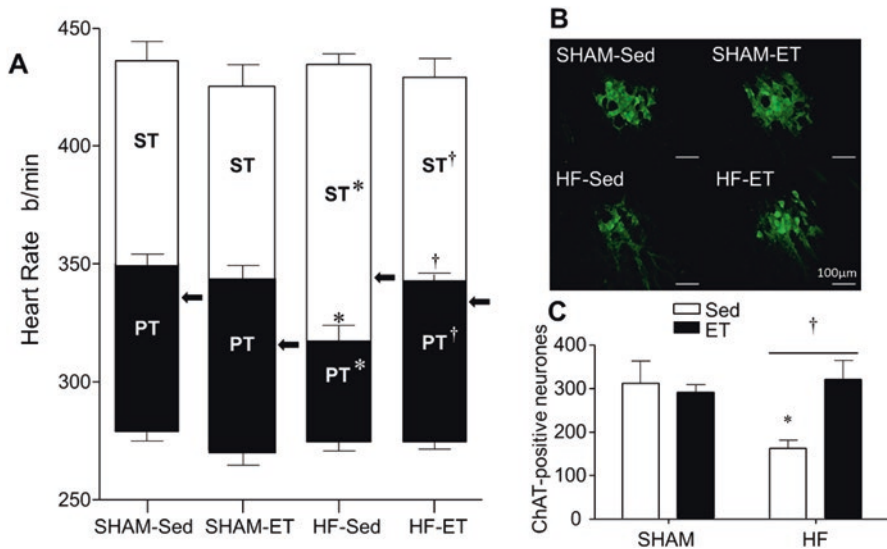 A
Heart Rate b/min
450
400
350
300
250
ST
ST
ST*
ST†
*
†
PT
PT
PT*
PT†
SHAM-Sed
SHAM-ET
HF-Sed
HF-ET
B
SHAM-Sed
SHAM-ET
HF-Sed
HF-ET
100μm
C
Sed
ET
ChAT-positive neurones
400
300
200
100
0
*
†
SHAM
HF